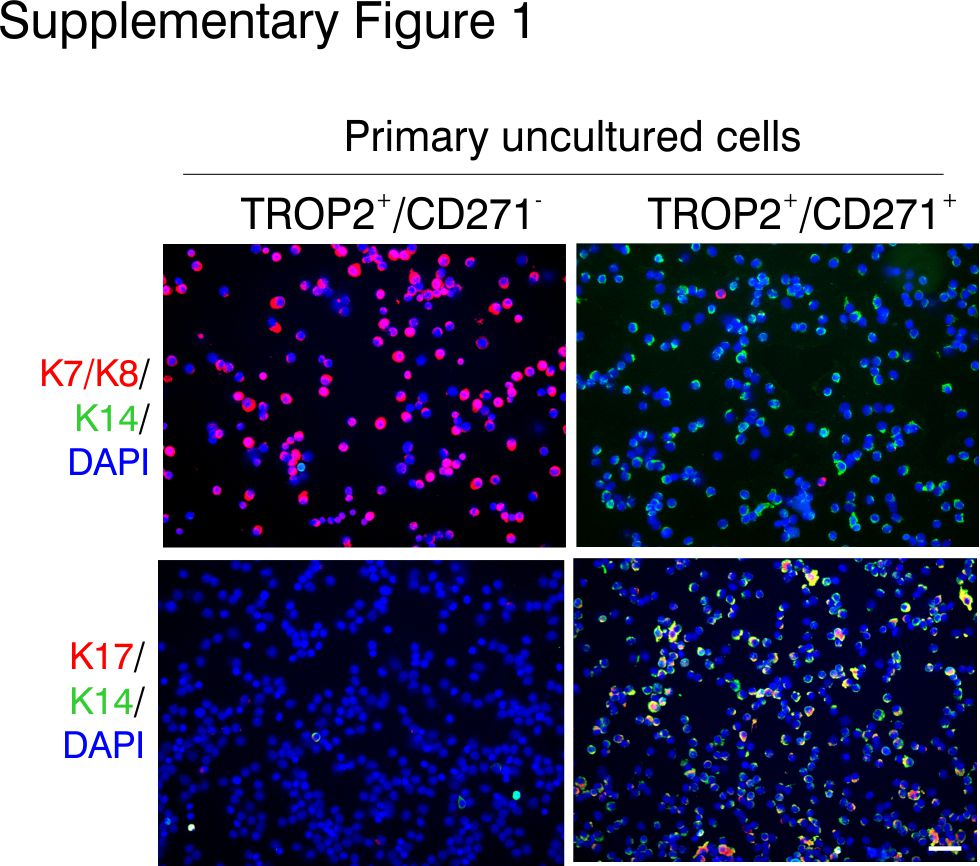 Supplementary Figure 1
Primary uncultured cells
TROP2⁺/CD271⁻
TROP2⁺/CD271⁺
K7/K8/
K14/
DAPI
K17/
K14/
DAPI